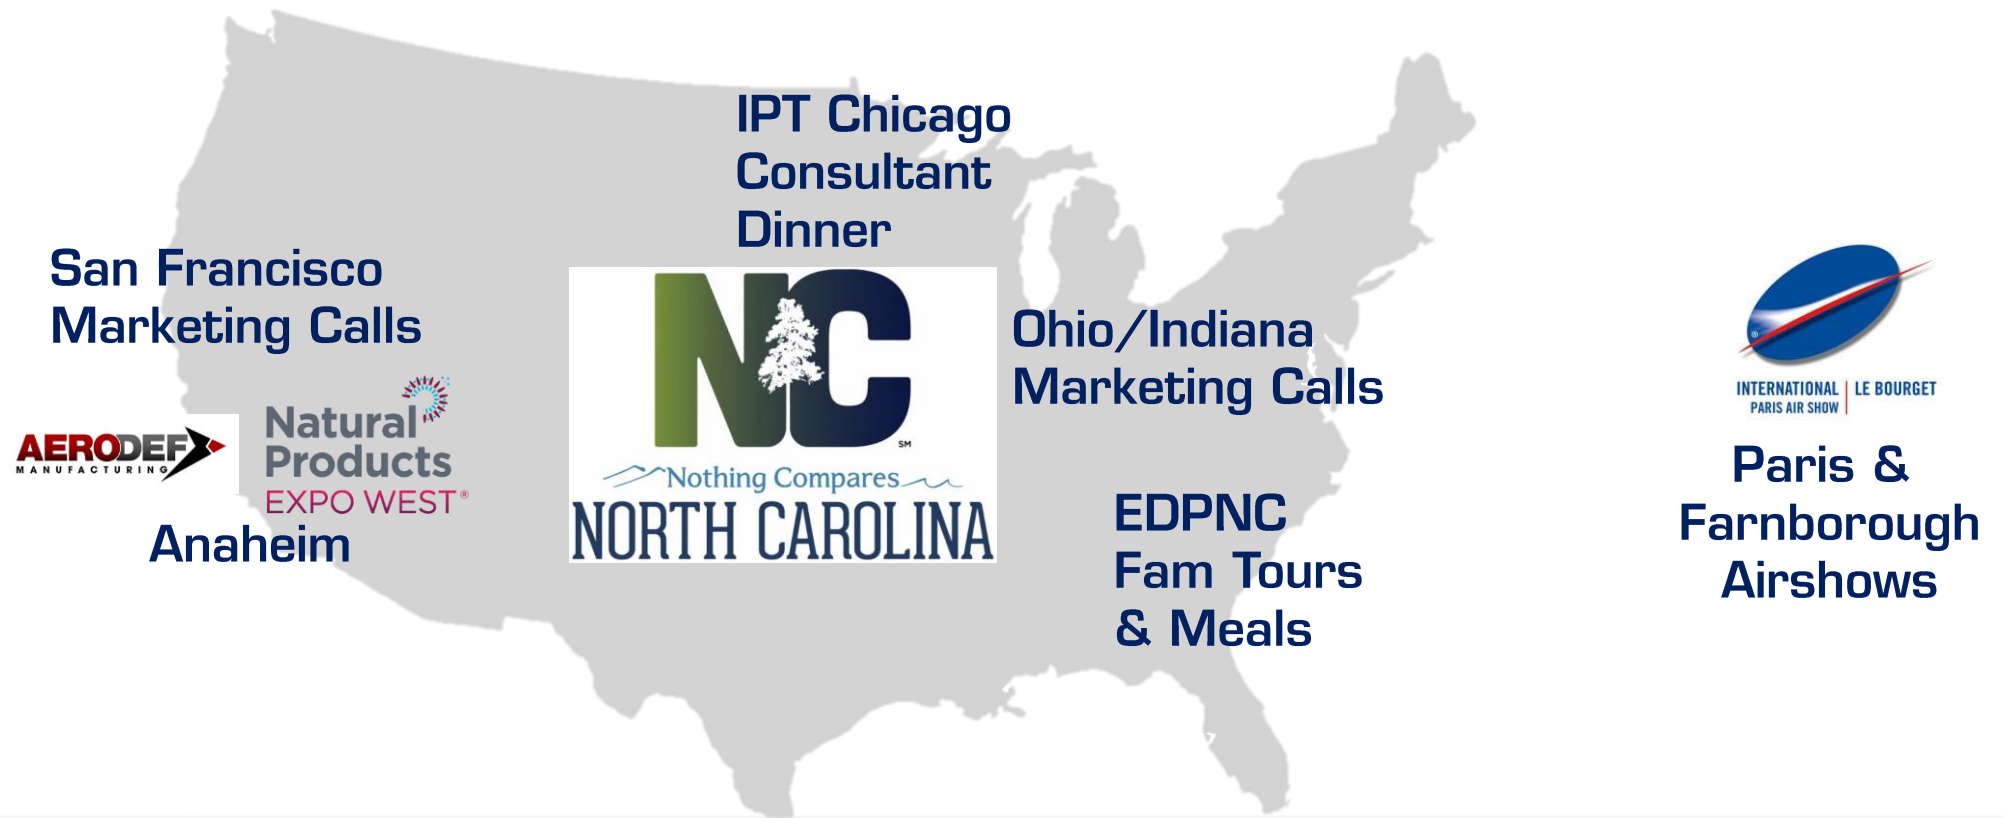 IPT Chicago
Consultant
Dinner
San Francisco
Marketing Calls
AERODEF
MANUFACTURING
Natural
Products
EXPO WEST®
Anaheim
NC
SM
Nothing Compares
NORTH CAROLINA
Ohio/Indiana
Marketing Calls
EDPNC
Fam Tours
& Meals
®
INTERNATIONAL | LE BOURGET
PARIS AIR SHOW
Paris &
Farnborough
Airshows